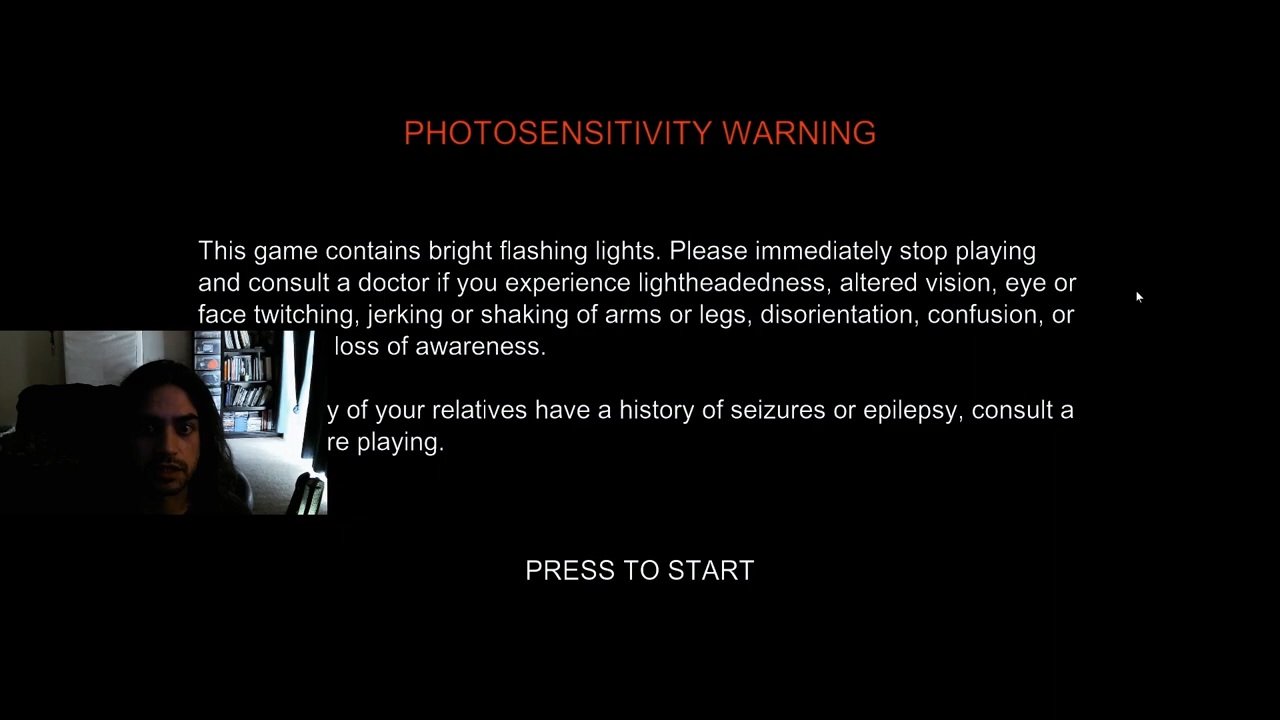 PHOTOSENSITIVITY WARNING
This game contains bright flashing lights. Please immediately stop playing
and consult a doctor if you experience lightheadedness, altered vision, eye or
face twitching, jerking or shaking of arms or legs, disorientation, confusion, or
loss of awareness.
of your relatives have a history of seizures or epilepsy, consult a
playing.
PRESS TO START